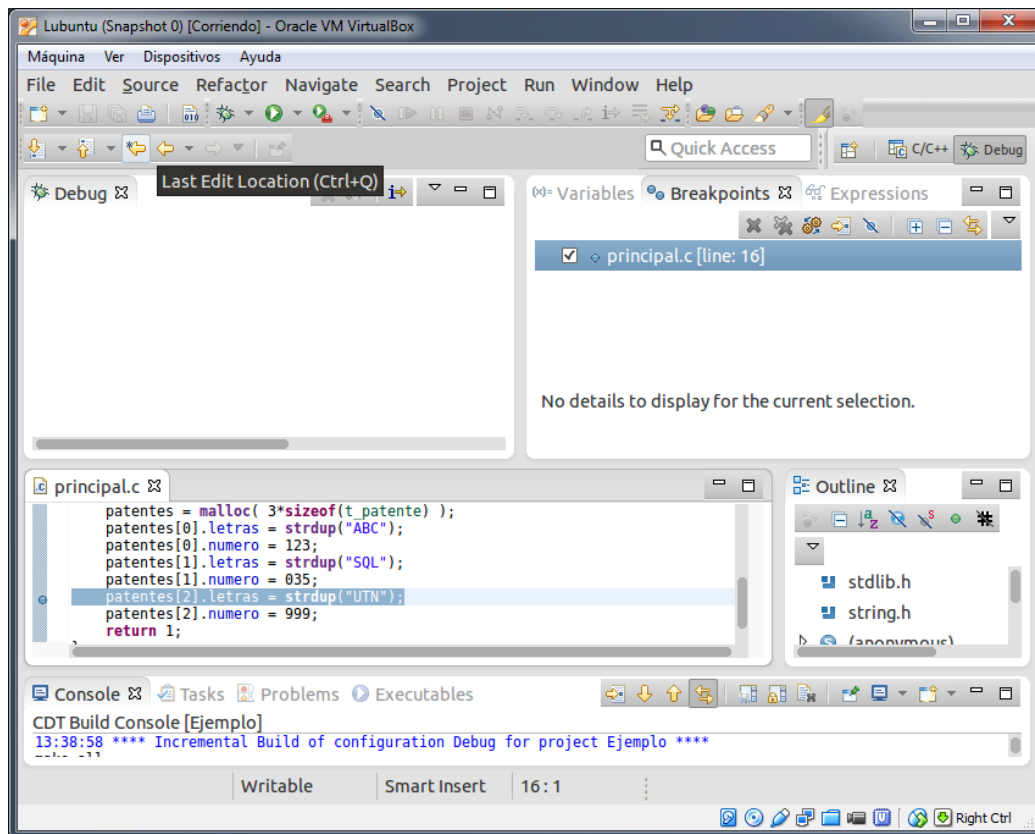 Lubuntu (Snapshot 0) [Corriendo] - Oracle VM VirtualBox
Máquina Ver Dispositivos Ayuda
File Edit Source Refactor Navigate Search Project Run Window Help
Quick Access
C/C++ Debug
Last Edit Location (Ctrl+Q)
Debug
(x)= Variables Breakpoints Expressions
principal.c [line: 16]
No details to display for the current selection.
principal.c
patentes = malloc( 3*sizeof(t_patente) );
patentes[0].letras = strdup("ABC");
patentes[0].numero = 123;
patentes[1].letras = strdup("SQL");
patentes[1].numero = 035;
patentes[2].letras = strdup("UTN");
patentes[2].numero = 999;
return 1;
Outline
stdlib.h
string.h
(anonymous)
Console Tasks Problems Executables
CDT Build Console [Ejemplo]
13:38:58 **** Incremental Build of configuration Debug for project Ejemplo ****
make all
Writable Smart Insert 16 : 1
Right Ctrl